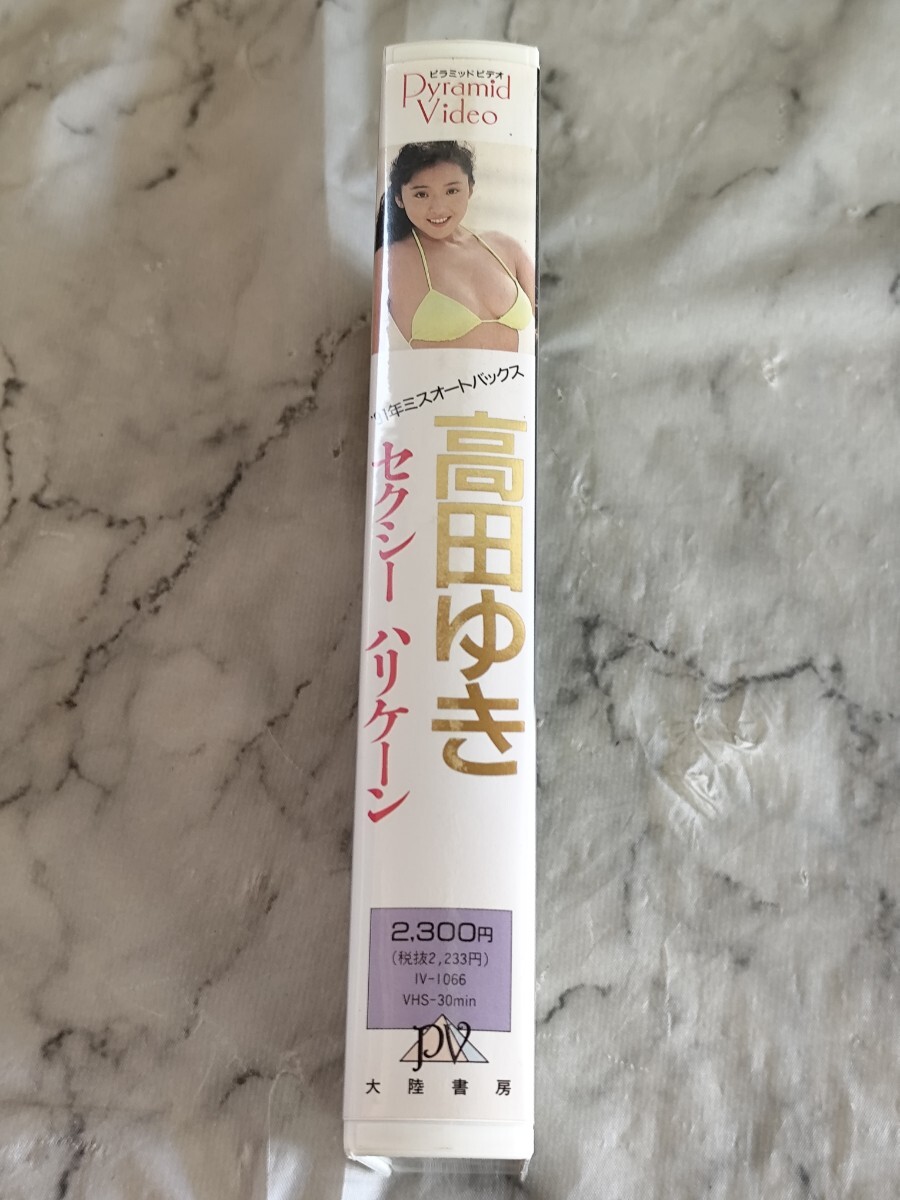 ピラミッドビデオ
Pyramid
Video
'91年ミスオートバックス
高田ゆき
セクシー ハリケーン
2,300円
(税抜2,233円)
IV-1066
VHS-30min
PV
大陸書房